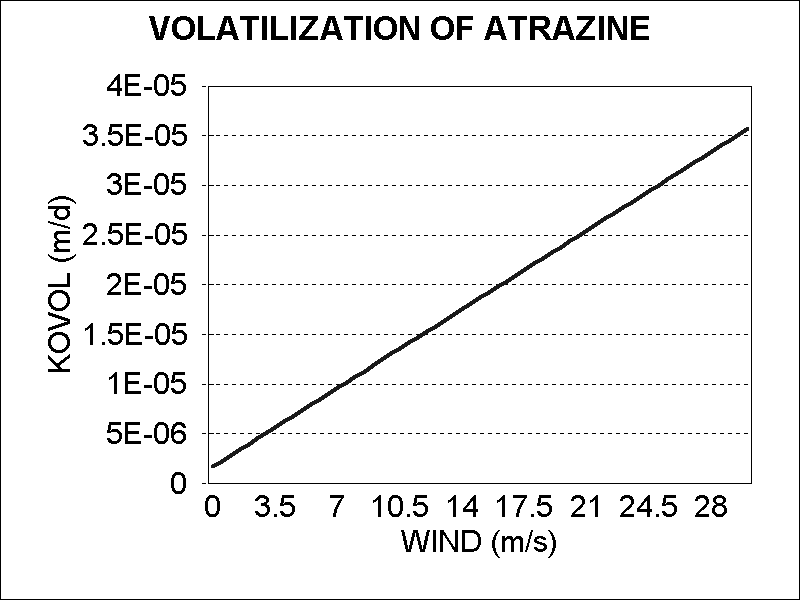 VOLATILIZATION OF ATRAZINE
4E-05
3.5E-05
3E-05
2.5E-05
2E-05
1.5E-05
1E-05
5E-06
0
KOVOL (m/d)
0 3.5 7 10.5 14 17.5 21 24.5 28
WIND (m/s)